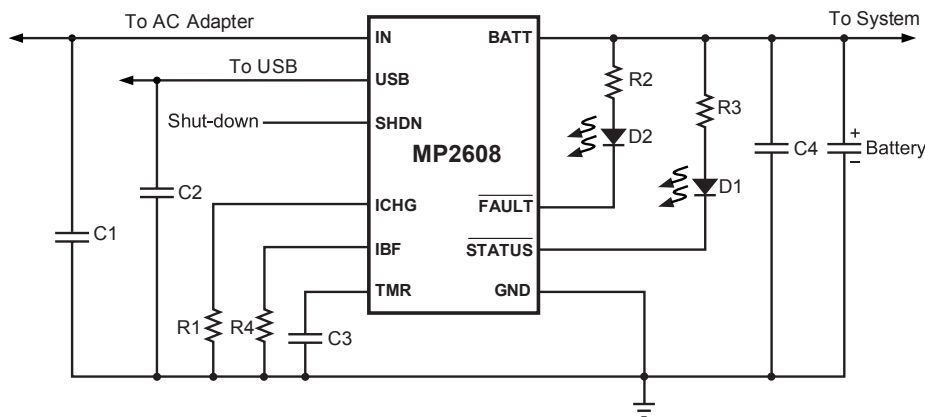 To AC Adapter
To System
IN
BATT
To USB
USB
R2
R3
Shut-down
SHDN
D2
MP2608
C4
+
Battery
−
D1
C2
ICHG
FAULT
C1
IBF
STATUS
TMR
GND
R1
R4
C3